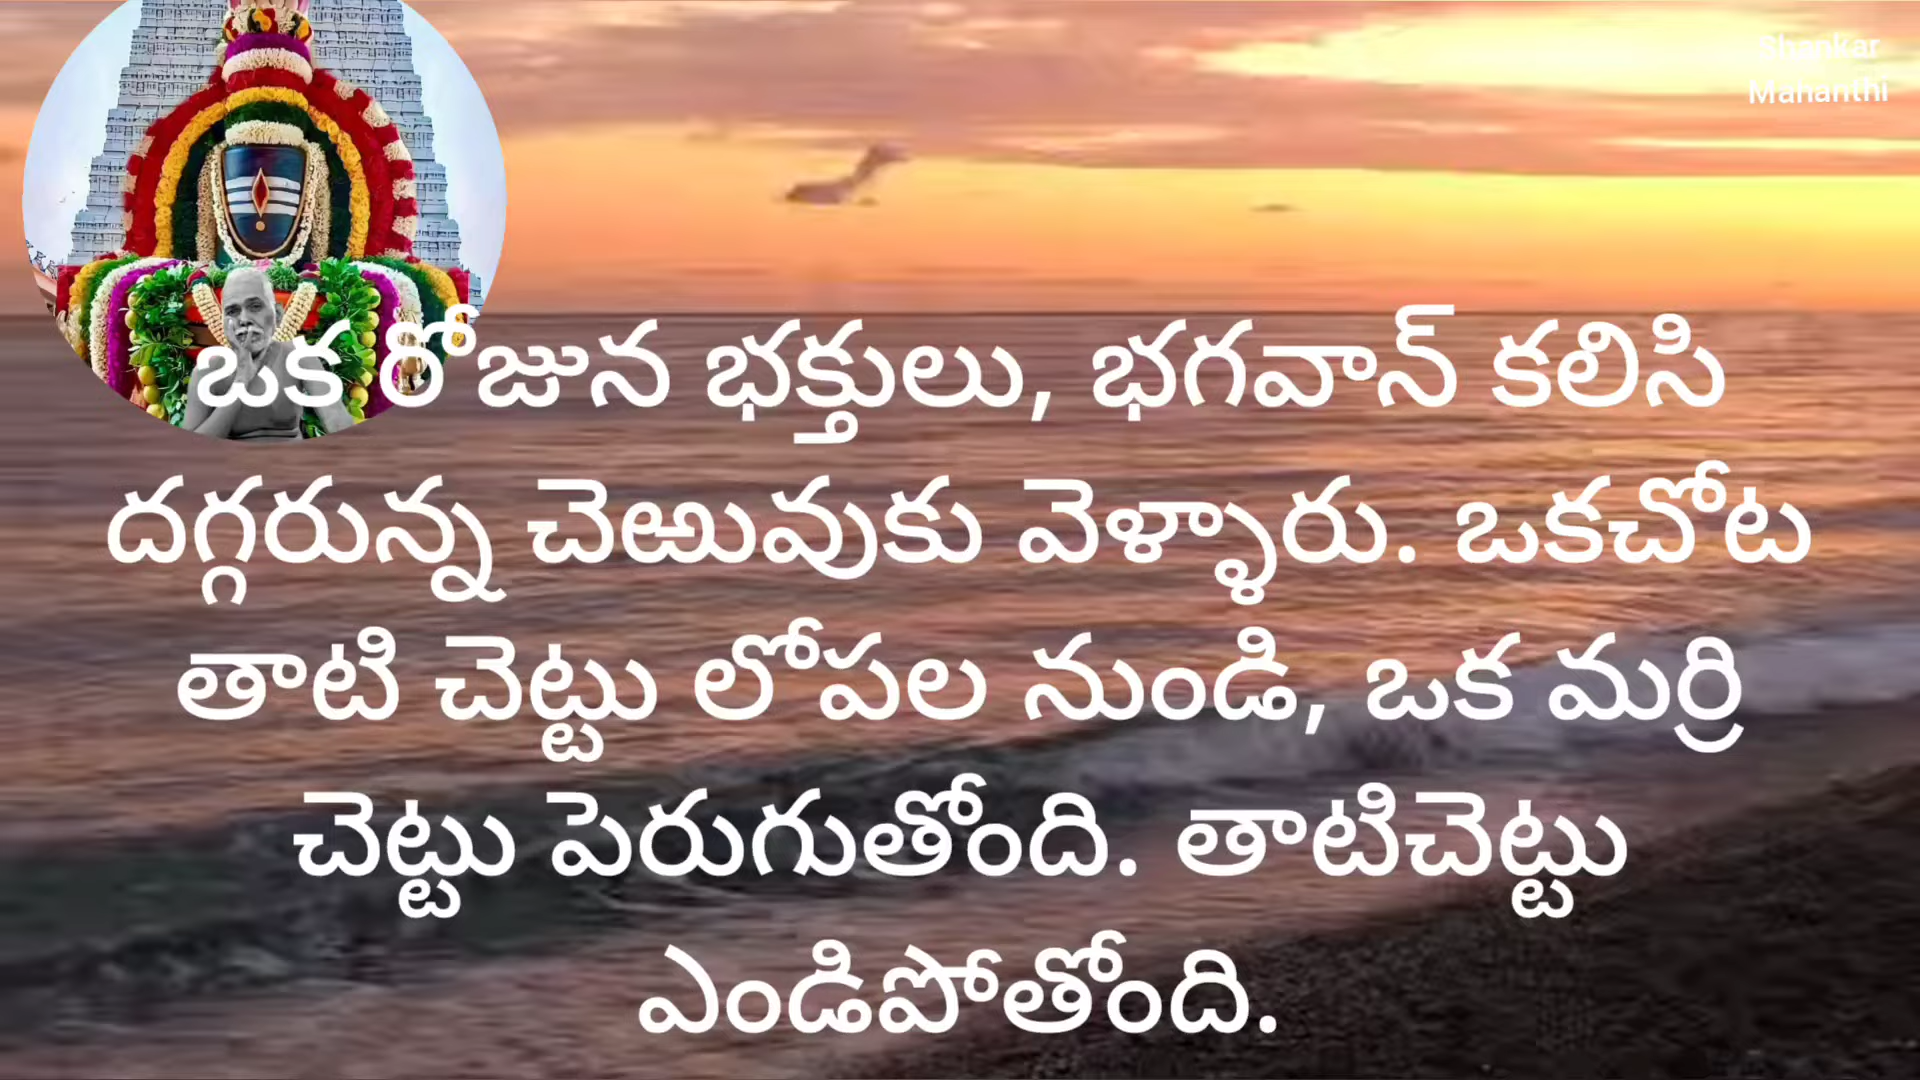 Shankar
Mahanthi
ఒక రోజున భక్తులు, భగవాన్ కలిసి
దగ్గరున్న చెఱువుకు వెళ్ళారు. ఒకచోట
తాటి చెట్టు లోపల నుండి, ఒక మర్రి
చెట్టు పెరుగుతోంది. తాటిచెట్టు
ఎండిపోతోంది.